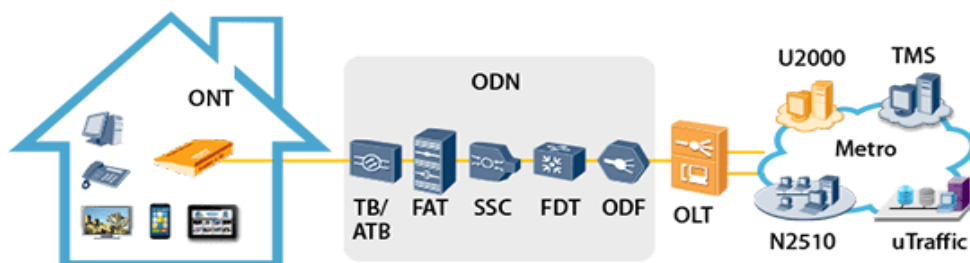 ONT
ODN
TB/
ATB
FAT
SSC
FDT
ODF
OLT
U2000
TMS
Metro
N2510
uTraffic